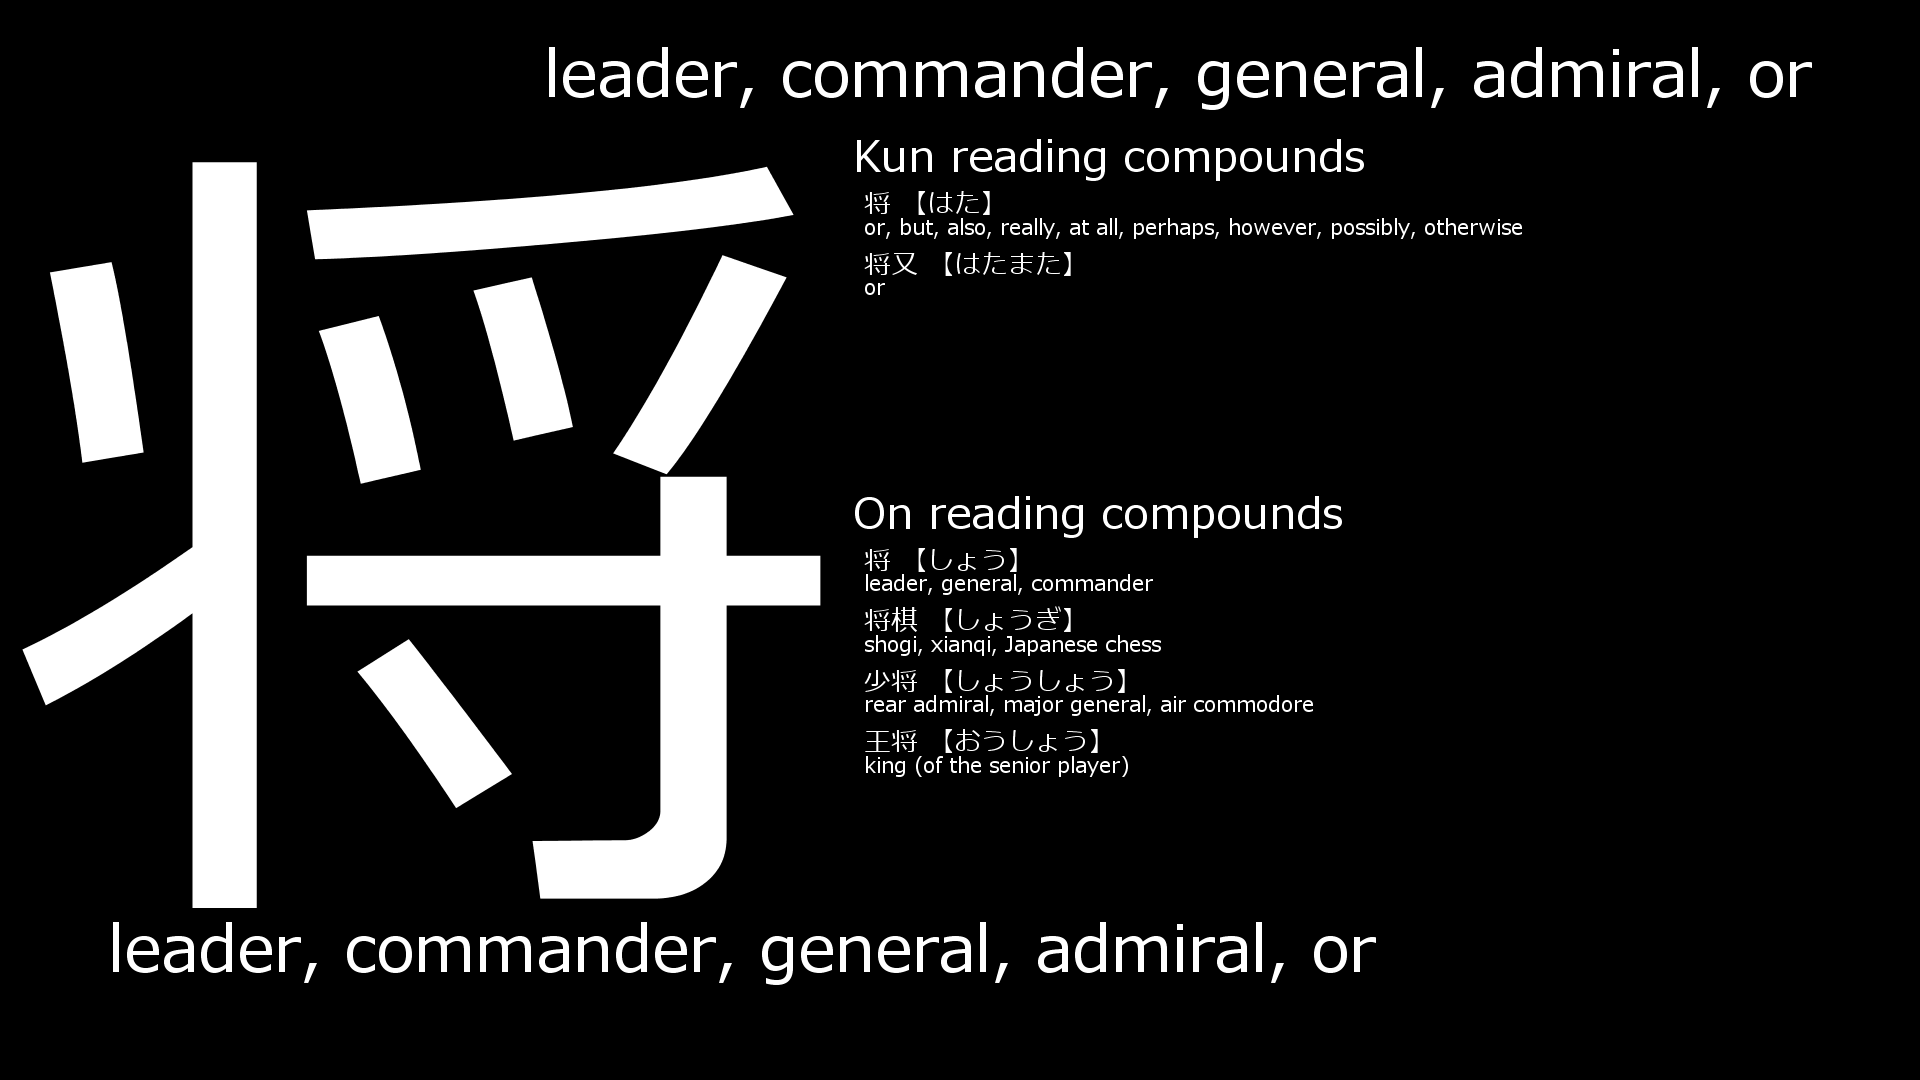 leader, commander, general, admiral, or
将
Kun reading compounds
将 【はた】
or, but, also, really, at all, perhaps, however, possibly, otherwise
将又 【はたまた】
or
On reading compounds
将 【しょう】
leader, general, commander
将棋 【しょうぎ】
shogi, xianqi, Japanese chess
少将 【しょうしょう】
rear admiral, major general, air commodore
王将 【おうしょう】
king (of the senior player)
leader, commander, general, admiral, or